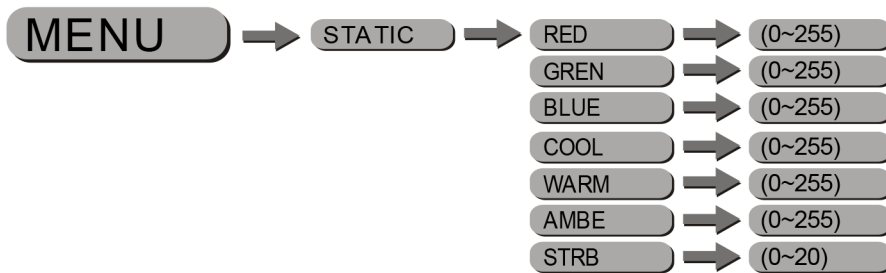 MENU STATIC RED (0~255)
GREN (0~255)
BLUE (0~255)
COOL (0~255)
WARM (0~255)
AMBE (0~255)
STRB (0~20)